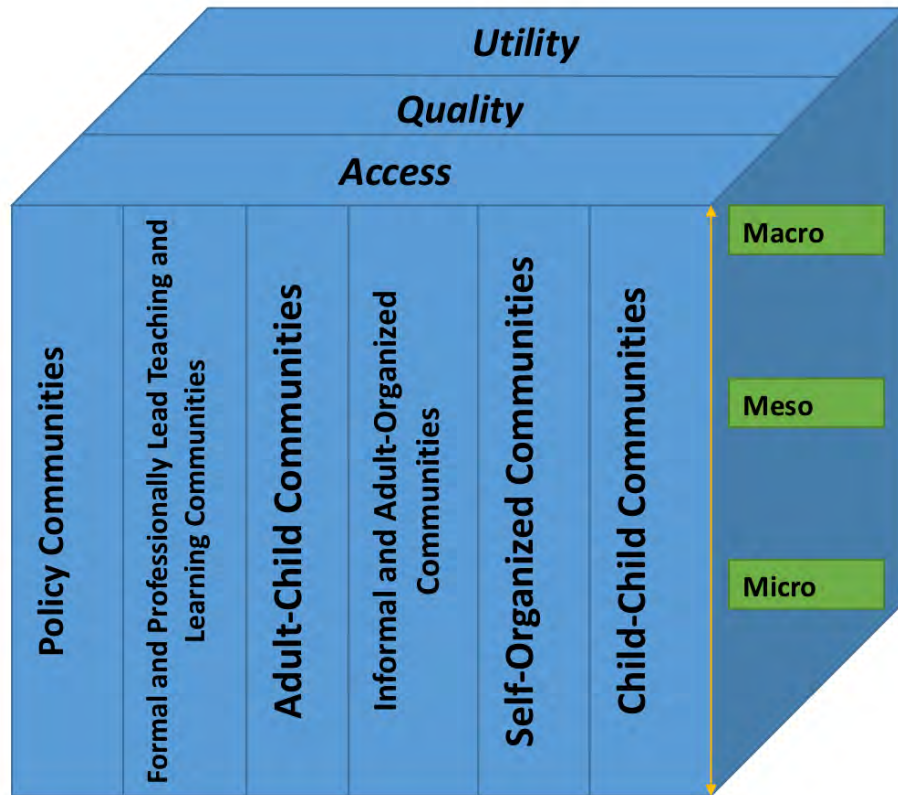 Utility
Quality
Access
Policy Communities
Formal and Professionally Lead Teaching and
Learning Communities
Adult-Child Communities
Informal and Adult-Organized
Communities
Self-Organized Communities
Child-Child Communities
Macro
Meso
Micro